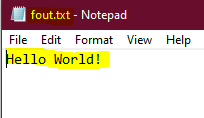 fout.txt - Notepad
File Edit Format View Help
Hello World!